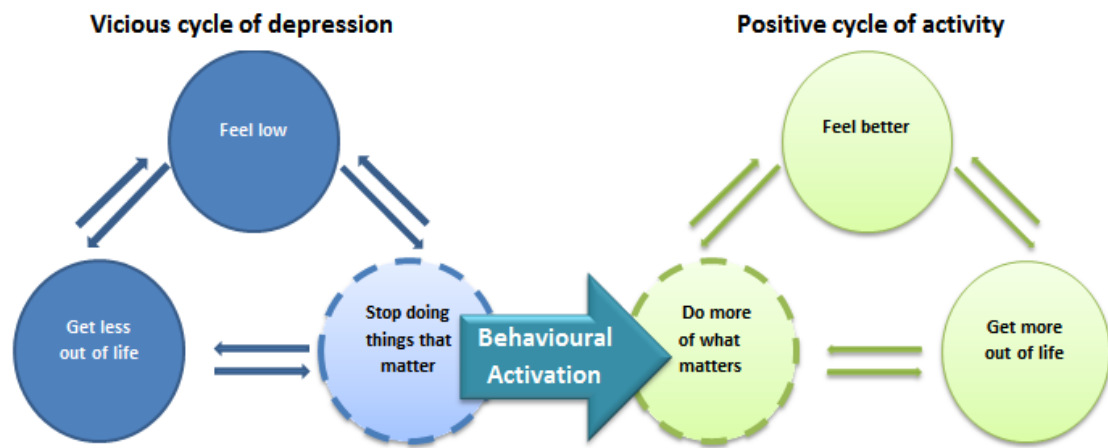 Vicious cycle of depression
Positive cycle of activity
Feel low
Feel better
Get less
out of life
Stop doing
things that
matter
Behavioural
Activation
Do more
of what
matters
Get more
out of life